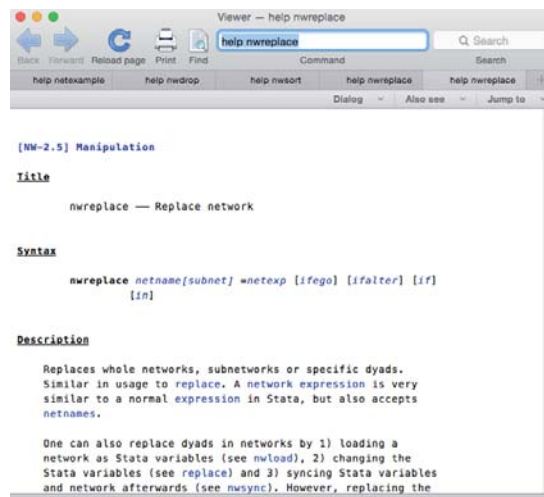 Viewer — help nwreplace
help nwreplace
Search
Back Forward Reload page Print Find Command Search
help netexample help nwdrop help nwsort help nwreplace help nwreplace
Dialog Also see Jump to
[NW-2.5] Manipulation
Title
nwreplace — Replace network
Syntax
nwreplace netname[subnet] =netexp [ifego] [ifalter] [if]
[in]
Description
Replaces whole networks, subnetworks or specific dyads.
Similar in usage to replace. A network expression is very
similar to a normal expression in Stata, but also accepts
netnames.
One can also replace dyads in networks by 1) loading a
network as Stata variables (see nwload), 2) changing the
Stata variables (see replace) and 3) syncing Stata variables
and network afterwards (see nwsync). However, replacing the